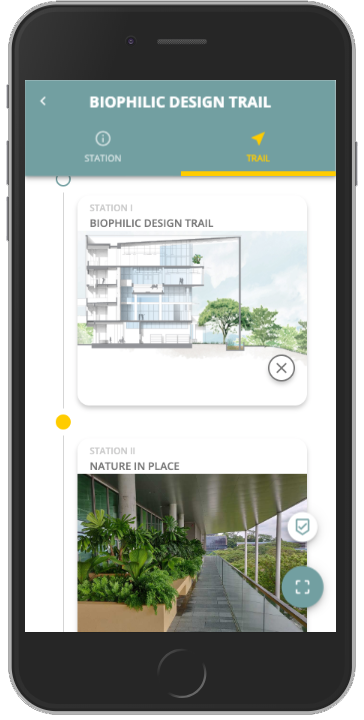 BIOPHILIC DESIGN TRAIL
STATION
TRAIL
STATION I
BIOPHILIC DESIGN TRAIL
STATION II
NATURE IN PLACE